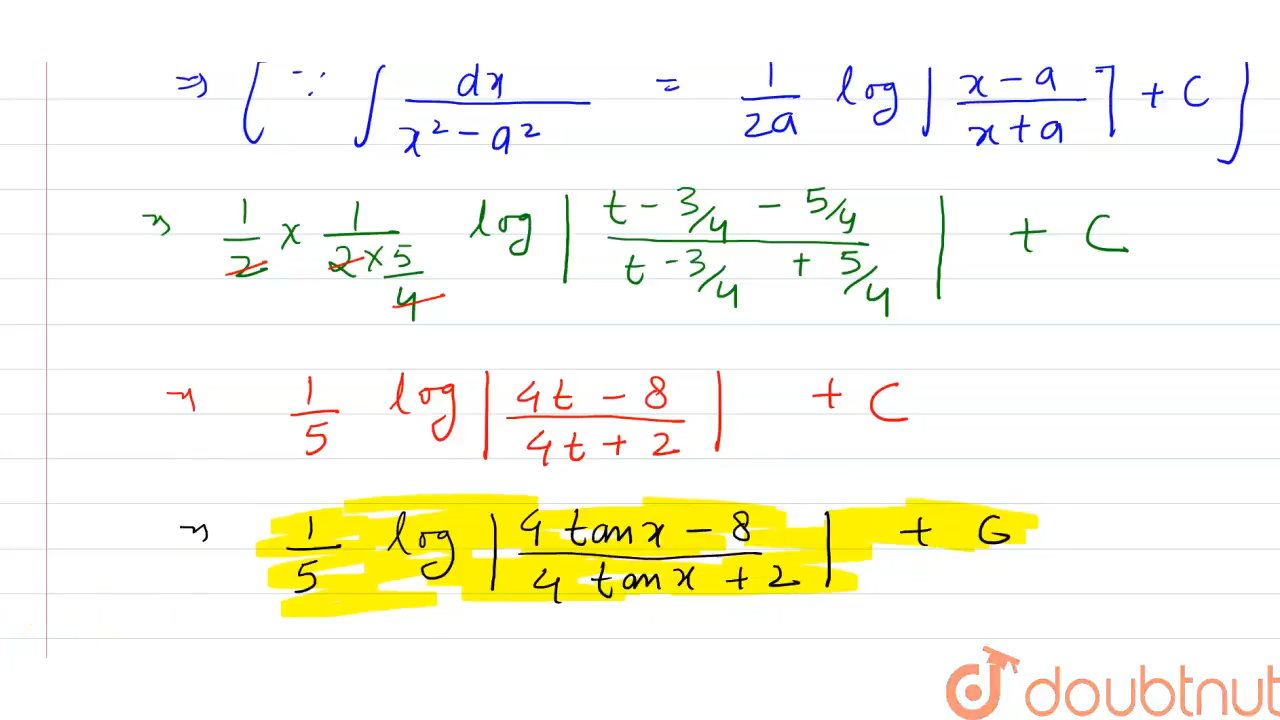 ⇒ [ ∵ ∫ dx / (x² - a²) = 1/2a log | (x - a)/(x + a) | + C ]
⇒ 1/2 × 1/(2 × 5/4) log | (t - 3/4 - 5/4)/(t - 3/4 + 5/4) | + C
⇒ 1/5 log | (4t - 8)/(4t + 2) | + C
⇒ 1/5 log | (4 tan x - 8)/(4 tan x + 2) | + C
doubtnut